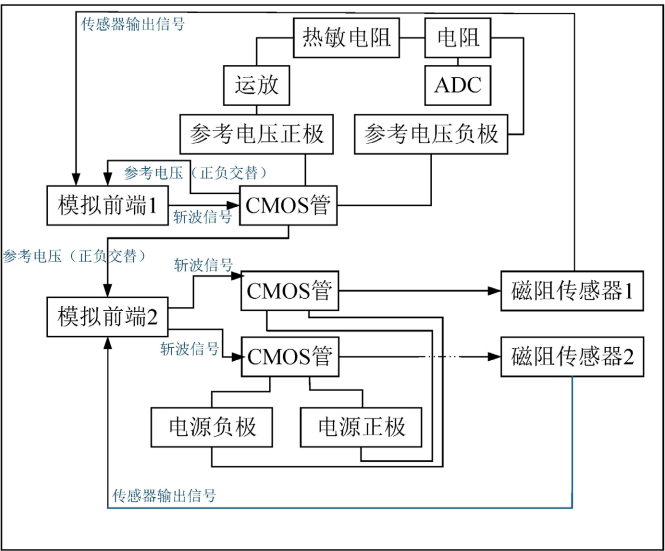 传感器输出信号
热敏电阻
电阻
运放
ADC
参考电压正极
参考电压负极
参考电压（正负交替）
模拟前端1
斩波信号
CMOS管
参考电压（正负交替）
斩波信号
CMOS管
磁阻传感器1
模拟前端2
斩波信号
CMOS管
磁阻传感器2
电源负极
电源正极
传感器输出信号